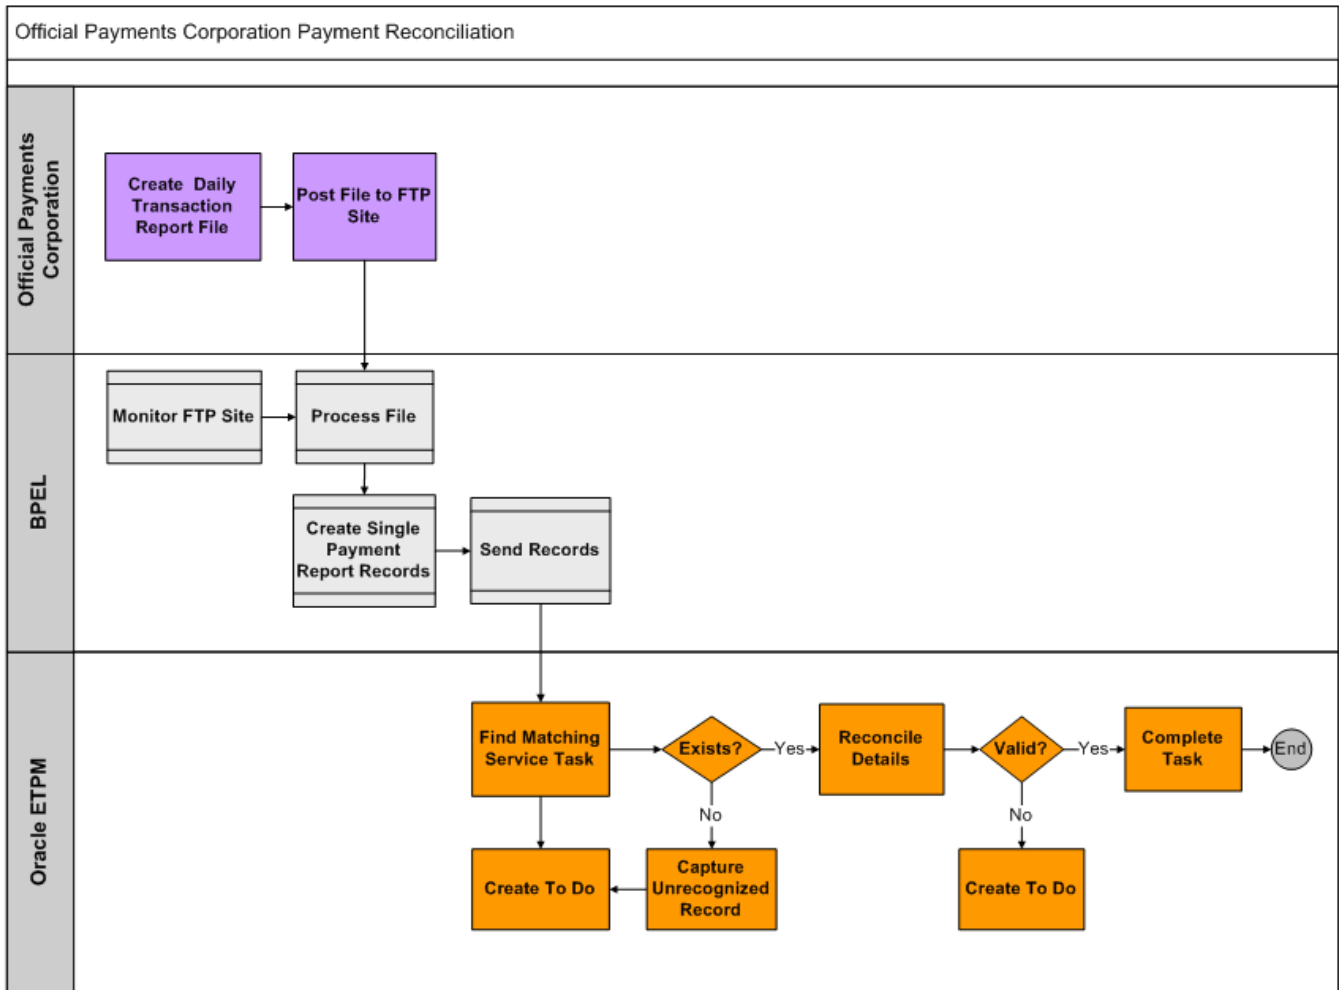 Official Payments Corporation Payment Reconciliation
Official Payments
Corporation
Create Daily
Transaction
Report File
Post File to FTP
Site
BPEL
Monitor FTP Site
Process File
Create Single
Payment
Report Records
Send Records
Oracle ETPM
Find Matching
Service Task
Exists?
Yes
Reconcile
Details
Valid?
Yes
Complete
Task
End
No
No
Create To Do
Capture
Unrecognized
Record
Create To Do